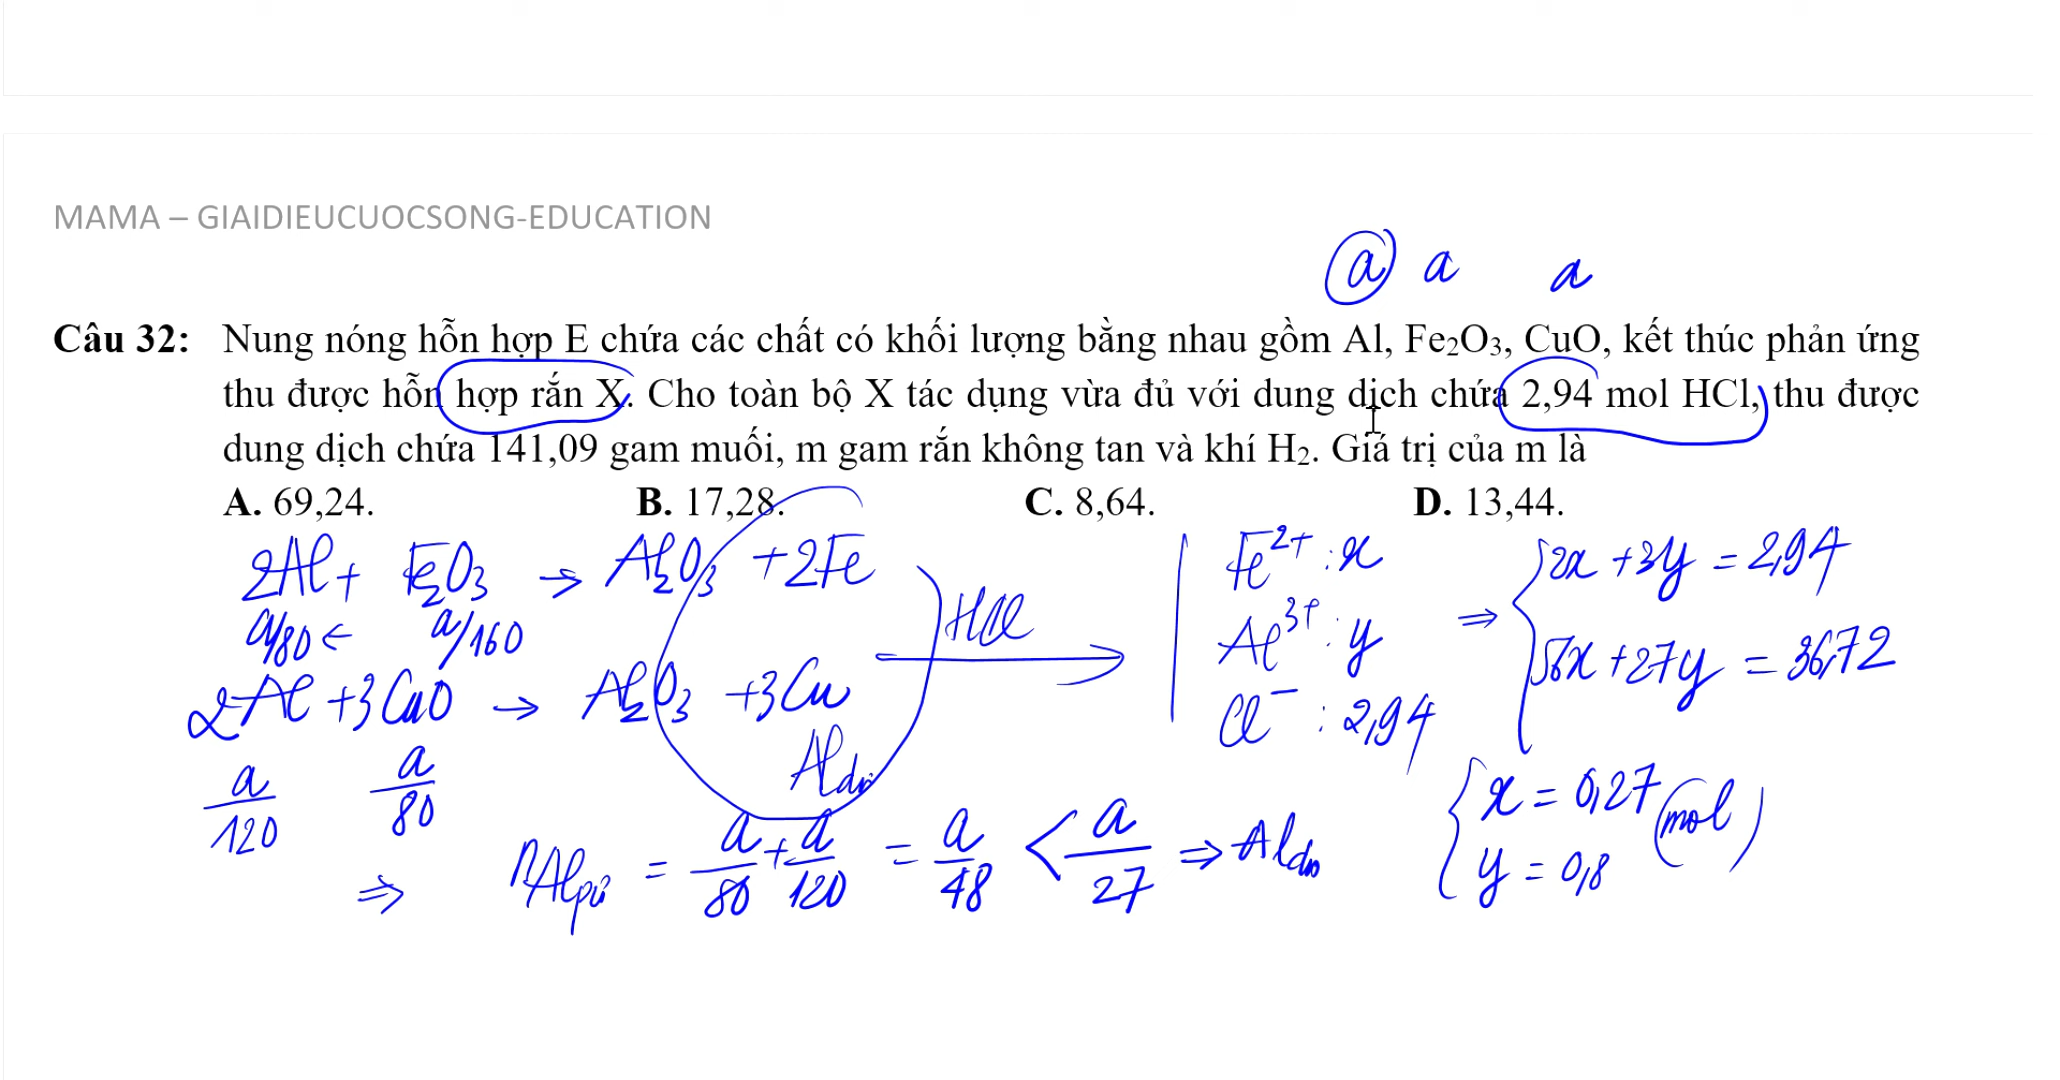 MAMA – GIAIDIEUCUOCSONG-EDUCATION
a a a
Câu 32: Nung nóng hỗn hợp E chứa các chất có khối lượng bằng nhau gồm Al, Fe₂O₃, CuO, kết thúc phản ứng
thu được hỗn hợp rắn X. Cho toàn bộ X tác dụng vừa đủ với dung dịch chứa 2,94 mol HCl, thu được
dung dịch chứa 141,09 gam muối, m gam rắn không tan và khí H₂. Giá trị của m là
A. 69,24. B. 17,28. C. 8,64. D. 13,44.
2Al + Fe₂O₃ → Al₂O₃ + 2Fe
a/80 ← a/160
2Al + 3CuO → Al₂O₃ + 3Cu
Al dư
a/120 a/80
HCl →
Fe²⁺ : x
Al³⁺ : y
Cl⁻ : 2,94
⇒ { 2x + 3y = 2,94
56x + 27y = 36,72
{ x = 0,27
y = 0,8 (mol)
⇒ nAl pứ = a/80 + a/120 = a/48 < a/27 ⇒ Al dư